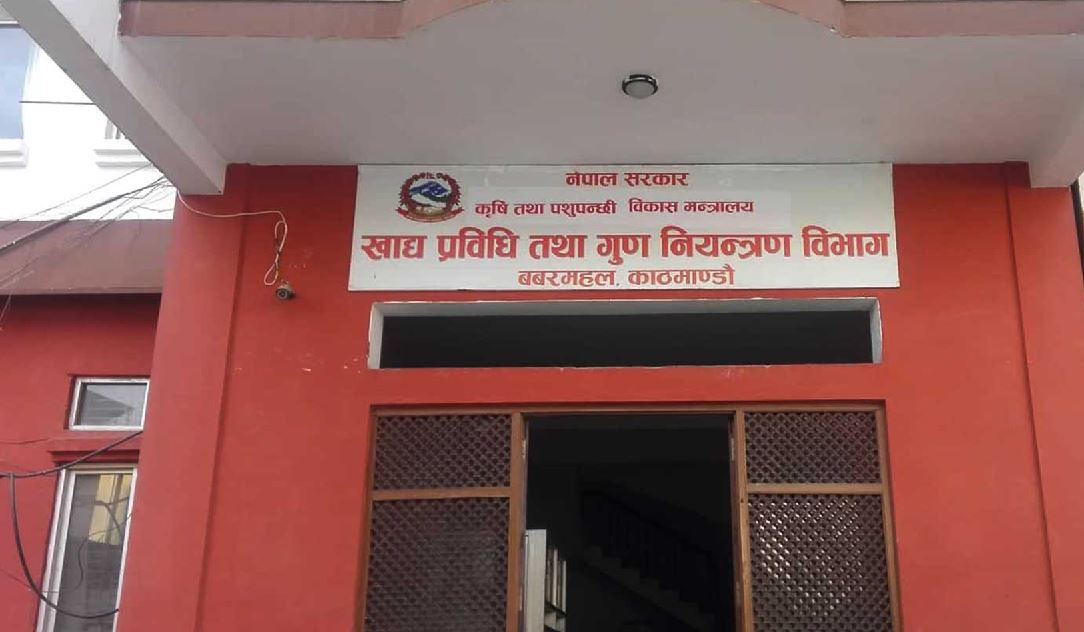 नेपाल सरकार
कृषि तथा पशुपन्छी विकास मन्त्रालय
खाद्य प्रविधि तथा गुण नियन्त्रण विभाग
बबरमहल, काठमाण्डौ